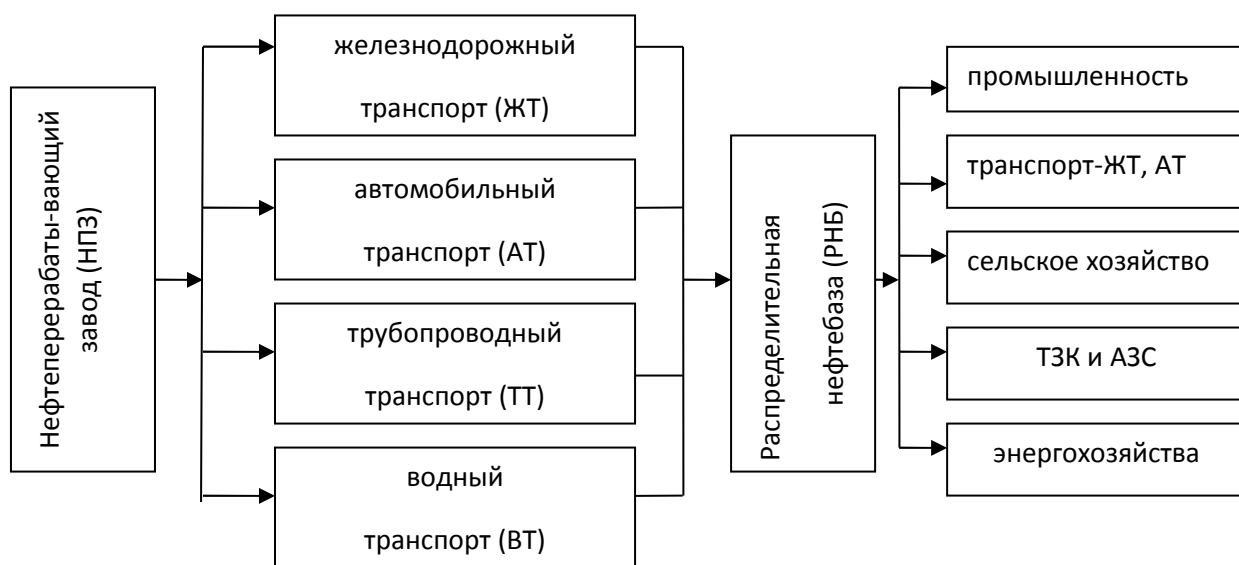 Нефтеперерабаты-вающий
завод (НПЗ)
железнодорожный
транспорт (ЖТ)
автомобильный
транспорт (АТ)
трубопроводный
транспорт (ТТ)
водный
транспорт (ВТ)
Распределительная
нефтебаза (РНБ)
промышленность
транспорт-ЖТ, АТ
сельское хозяйство
ТЗК и АЗС
энергохозяйства